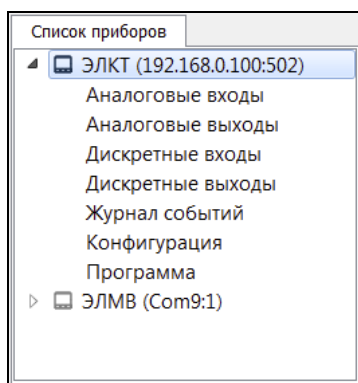 Список приборов
ЭЛКТ (192.168.0.100:502)
Аналоговые входы
Аналоговые выходы
Дискретные входы
Дискретные выходы
Журнал событий
Конфигурация
Программа
ЭЛМВ (Com9:1)